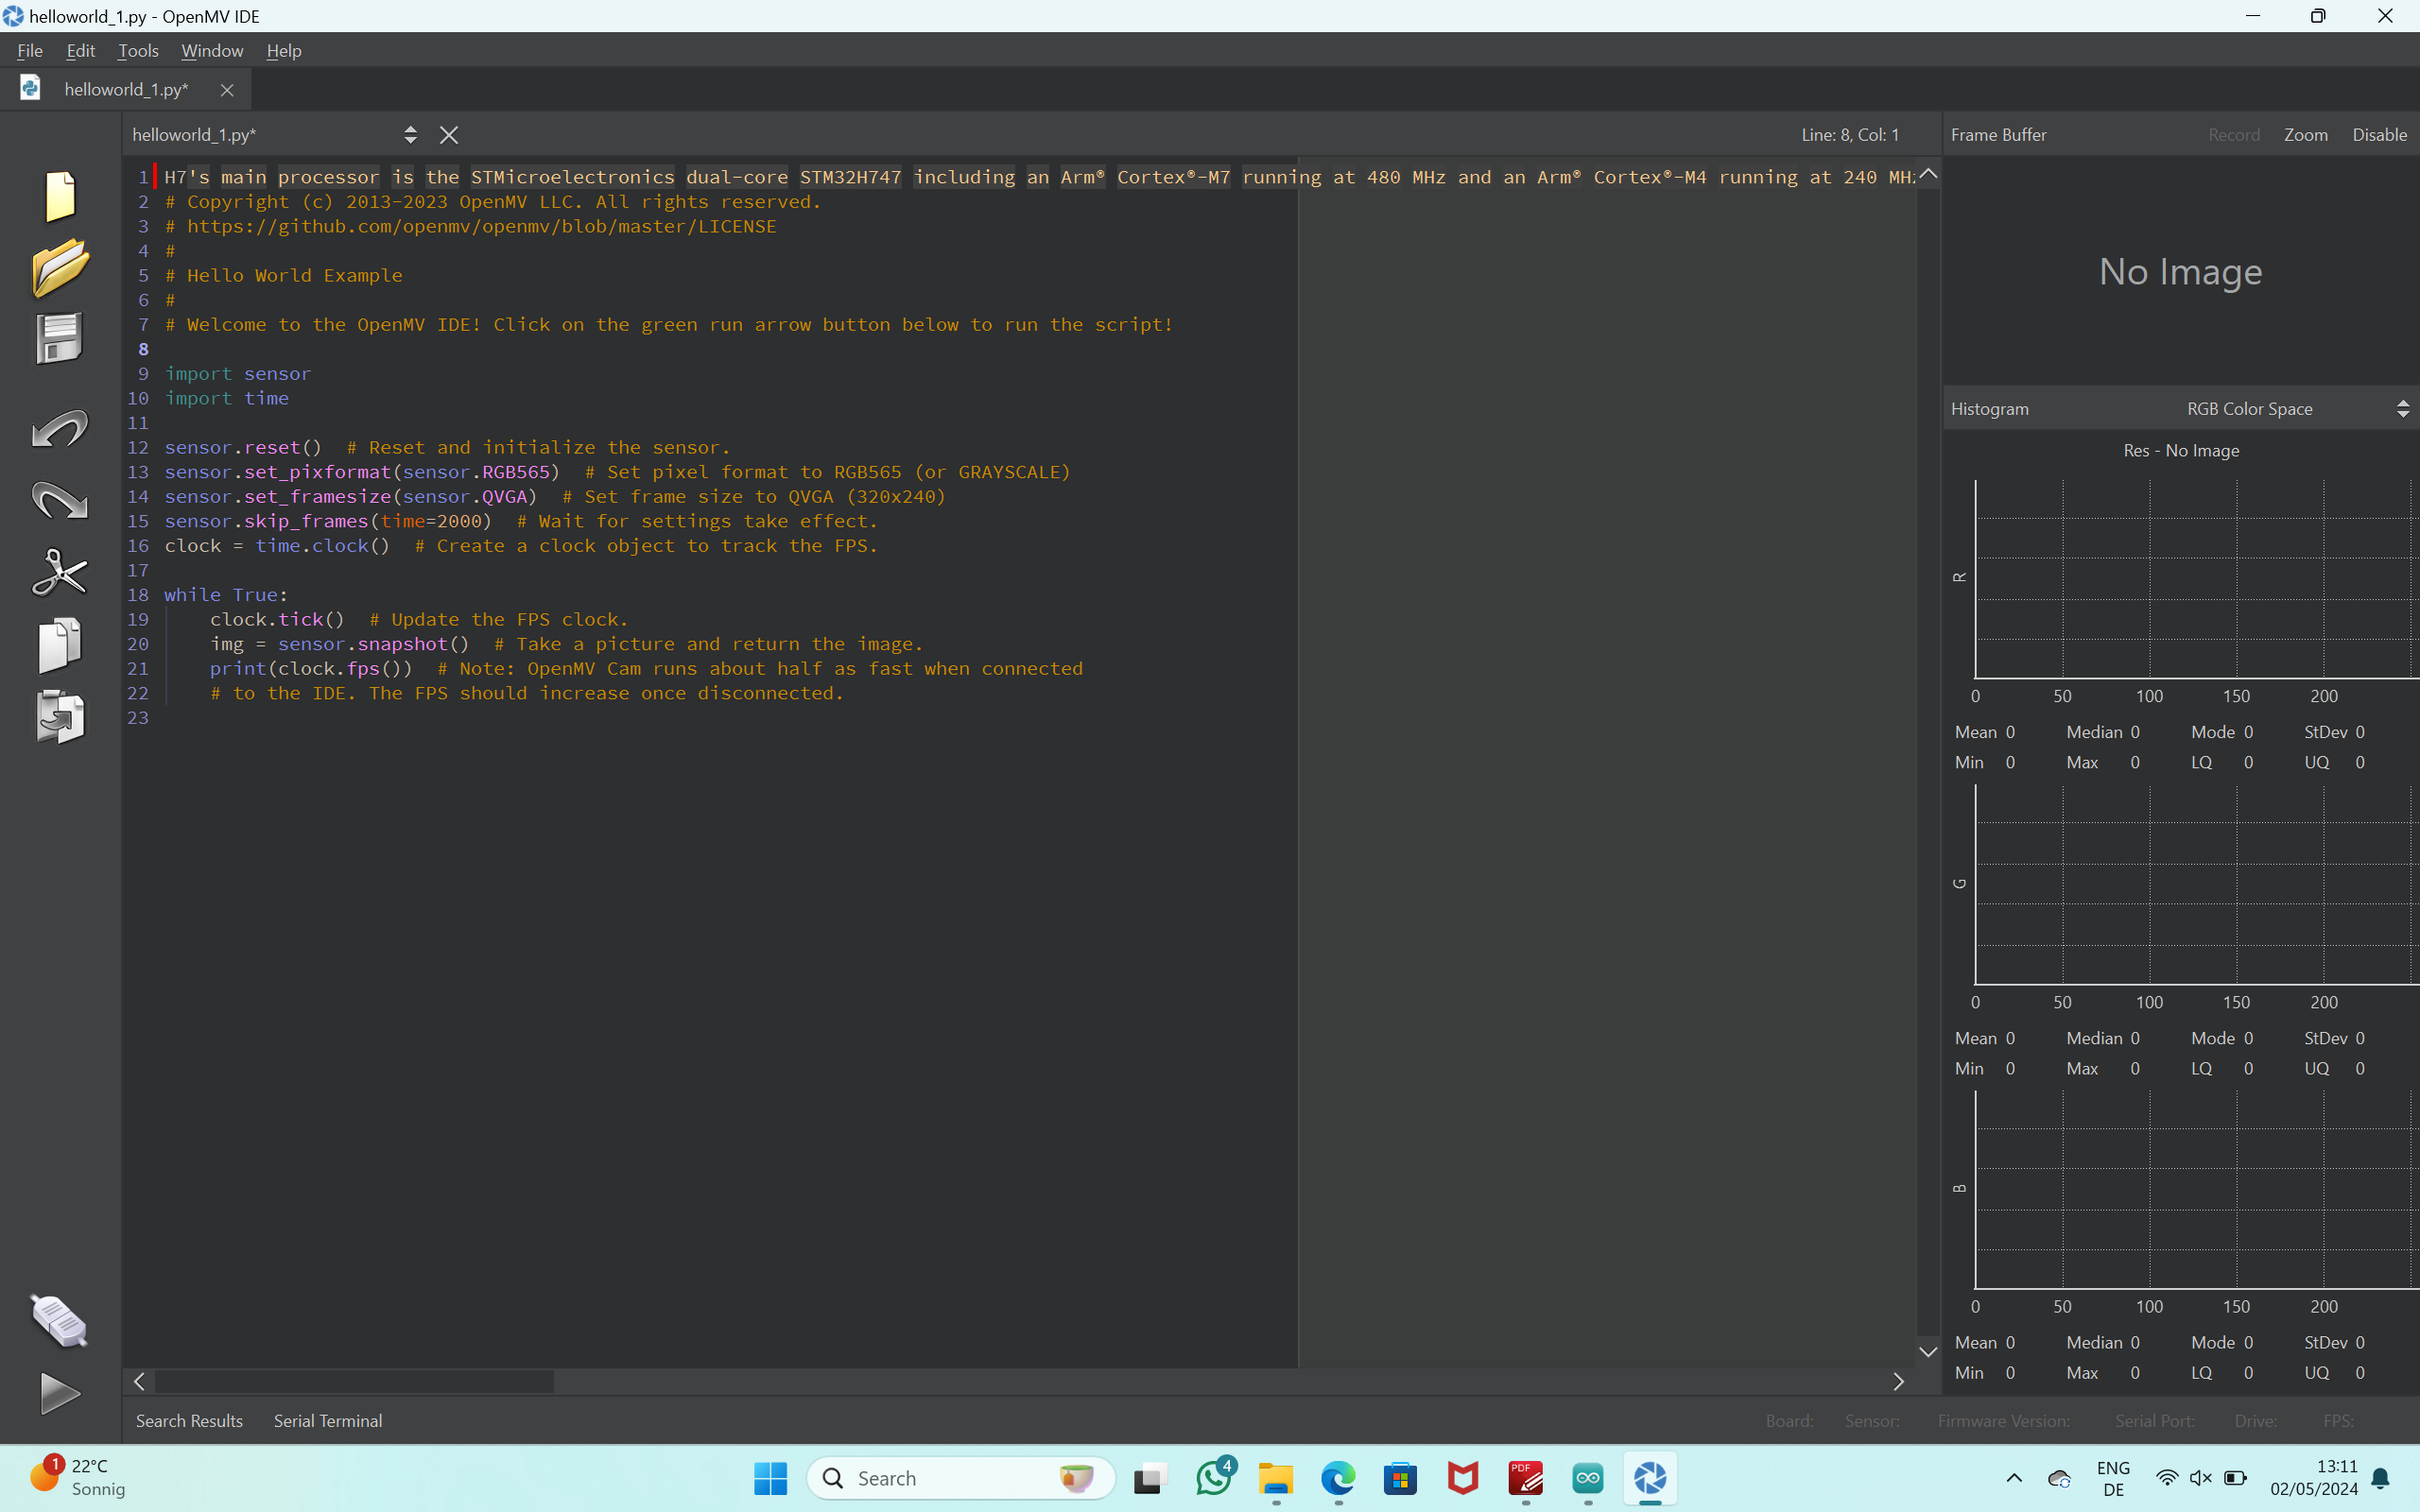 helloworld_1.py - OpenMV IDE
File Edit Tools Window Help
helloworld_1.py*
helloworld_1.py* Line: 8, Col: 1
1 H7's main processor is the STMicroelectronics dual-core STM32H747 including an Arm® Cortex®-M7 running at 480 MHz and an Arm® Cortex®-M4 running at 240 MH
2 # Copyright (c) 2013-2023 OpenMV LLC. All rights reserved.
3 # https://github.com/openmv/openmv/blob/master/LICENSE
4 #
5 # Hello World Example
6 #
7 # Welcome to the OpenMV IDE! Click on the green run arrow button below to run the script!
8
9 import sensor
10 import time
11
12 sensor.reset()  # Reset and initialize the sensor.
13 sensor.set_pixformat(sensor.RGB565)  # Set pixel format to RGB565 (or GRAYSCALE)
14 sensor.set_framesize(sensor.QVGA)  # Set frame size to QVGA (320x240)
15 sensor.skip_frames(time=2000)  # Wait for settings take effect.
16 clock = time.clock()  # Create a clock object to track the FPS.
17
18 while True:
19     clock.tick()  # Update the FPS clock.
20     img = sensor.snapshot()  # Take a picture and return the image.
21     print(clock.fps())  # Note: OpenMV Cam runs about half as fast when connected
22     # to the IDE. The FPS should increase once disconnected.
23
Frame Buffer Record Zoom Disable
No Image
Histogram RGB Color Space
Res - No Image
R
0 50 100 150 200
Mean 0 Median 0 Mode 0 StDev 0
Min 0 Max 0 LQ 0 UQ 0
G
0 50 100 150 200
Mean 0 Median 0 Mode 0 StDev 0
Min 0 Max 0 LQ 0 UQ 0
B
0 50 100 150 200
Mean 0 Median 0 Mode 0 StDev 0
Min 0 Max 0 LQ 0 UQ 0
Search Results Serial Terminal Board: Sensor: Firmware Version: Serial Port: Drive: FPS:
1 22°C
Sonnig
Search
4
PDF
ENG
DE
13:11
02/05/2024